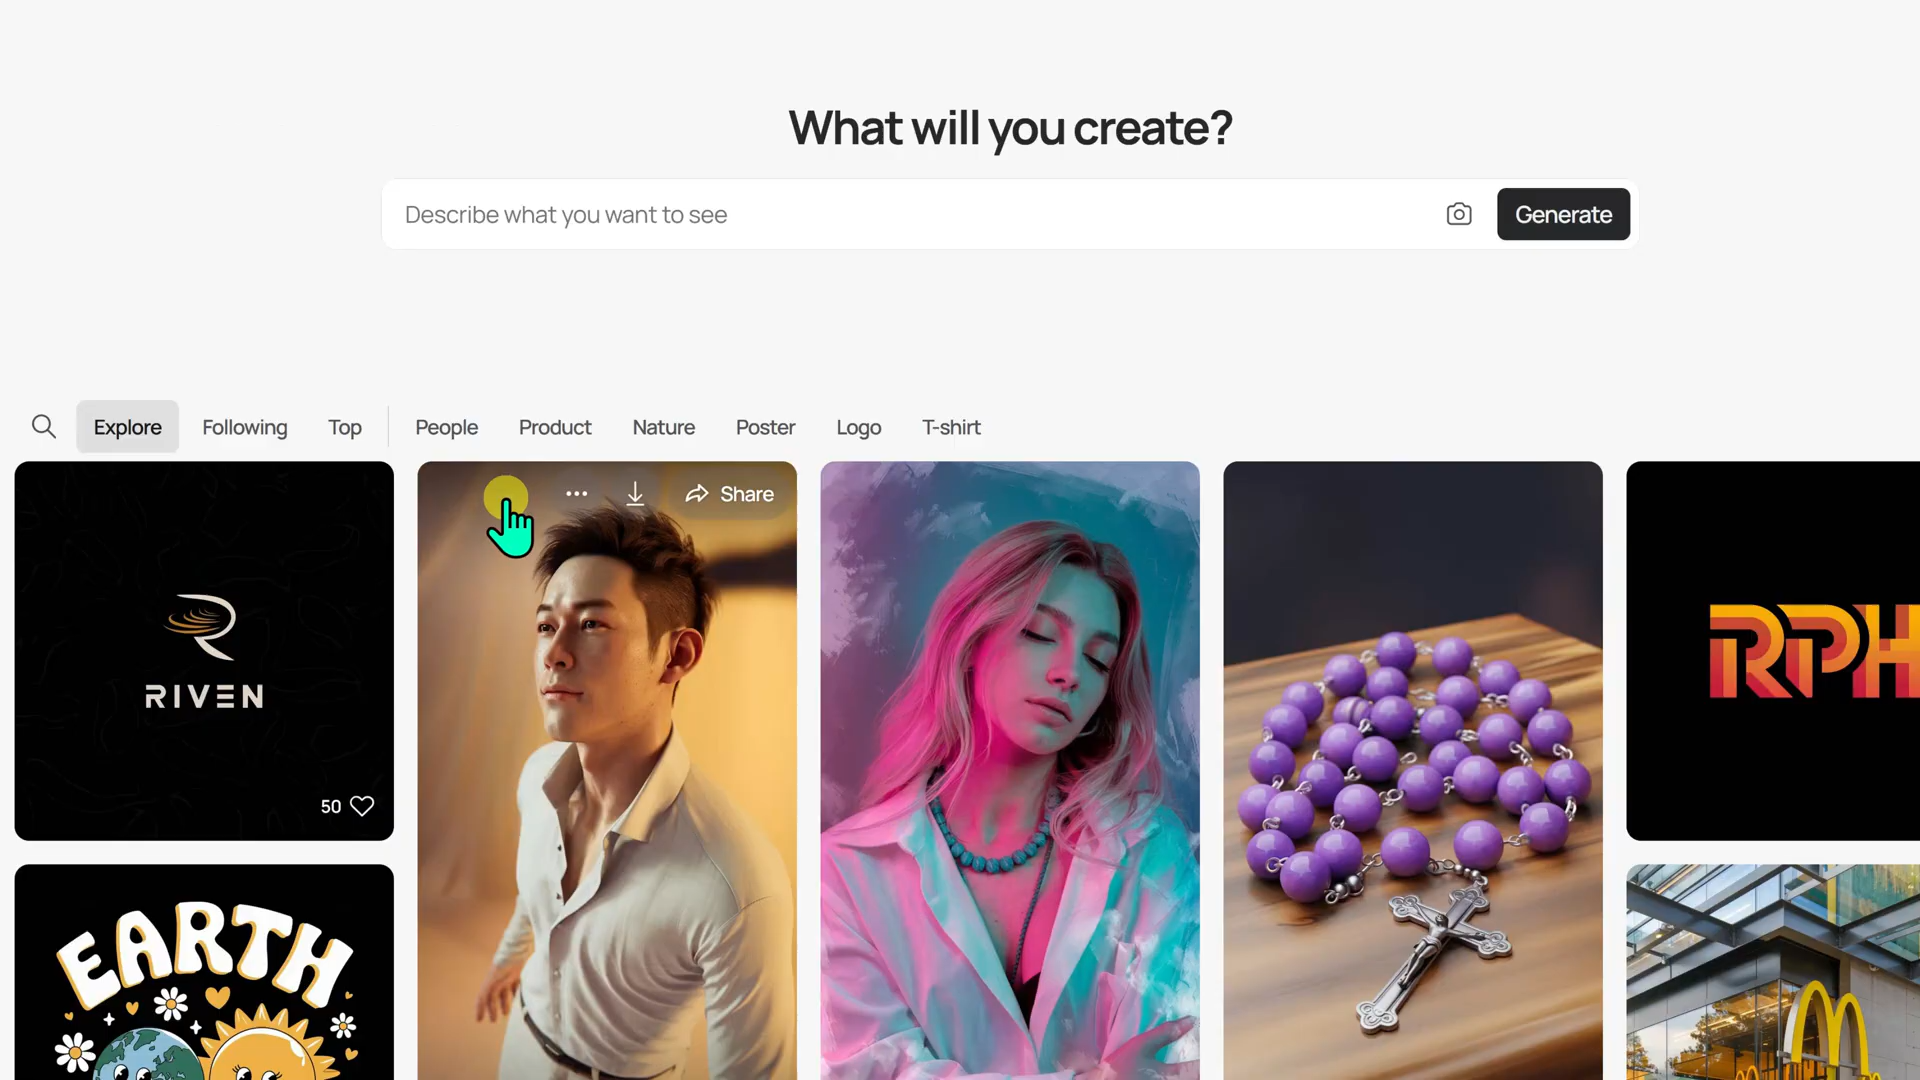 What will you create?
Describe what you want to see
Generate
Explore Following Top People Product Nature Poster Logo T-shirt
Share
RIVEN
50
RPH
EARTH